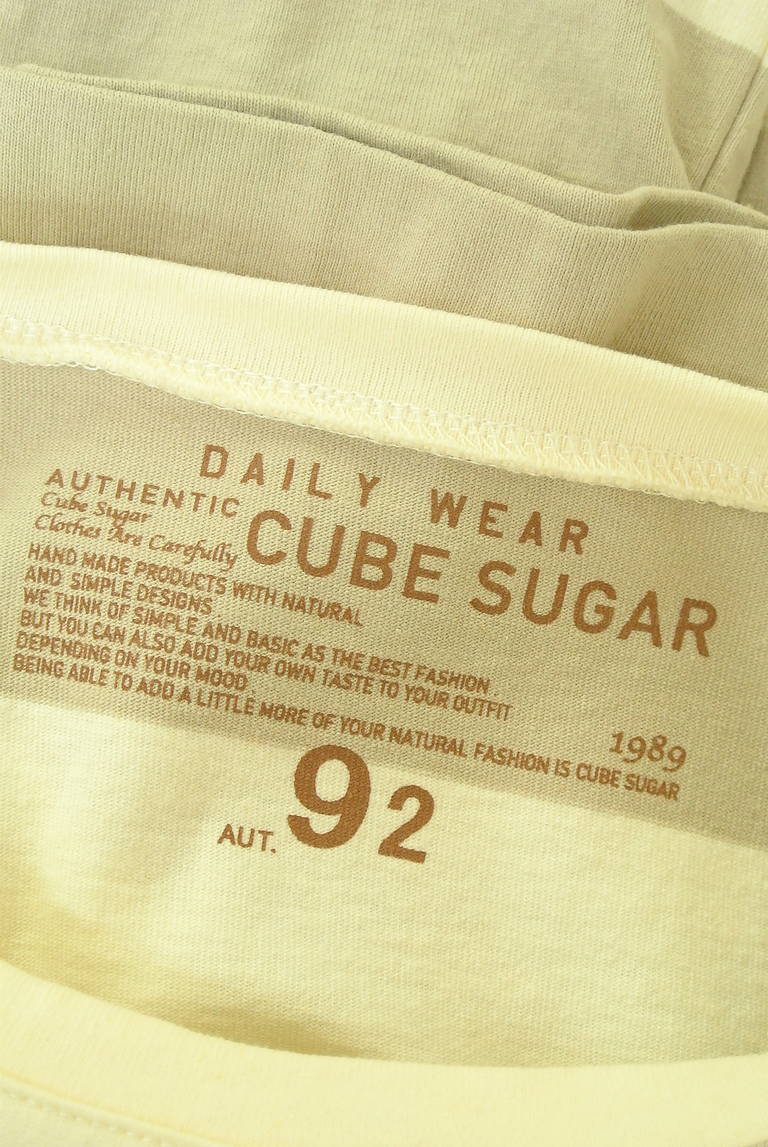 DAILY WEAR
AUTHENTIC
Cube Sugar
Clothes Are Carefully
CUBE SUGAR
HAND MADE PRODUCTS WITH NATURAL
AND SIMPLE DESIGNS
WE THINK OF SIMPLE AND BASIC AS THE BEST FASHION .
BUT YOU CAN ALSO ADD YOUR OWN TASTE TO YOUR OUTFIT
DEPENDING ON YOUR MOOD .
BEING ABLE TO ADD A LITTLE MORE OF YOUR NATURAL FASHION IS CUBE SUGAR
1989
AUT. 92